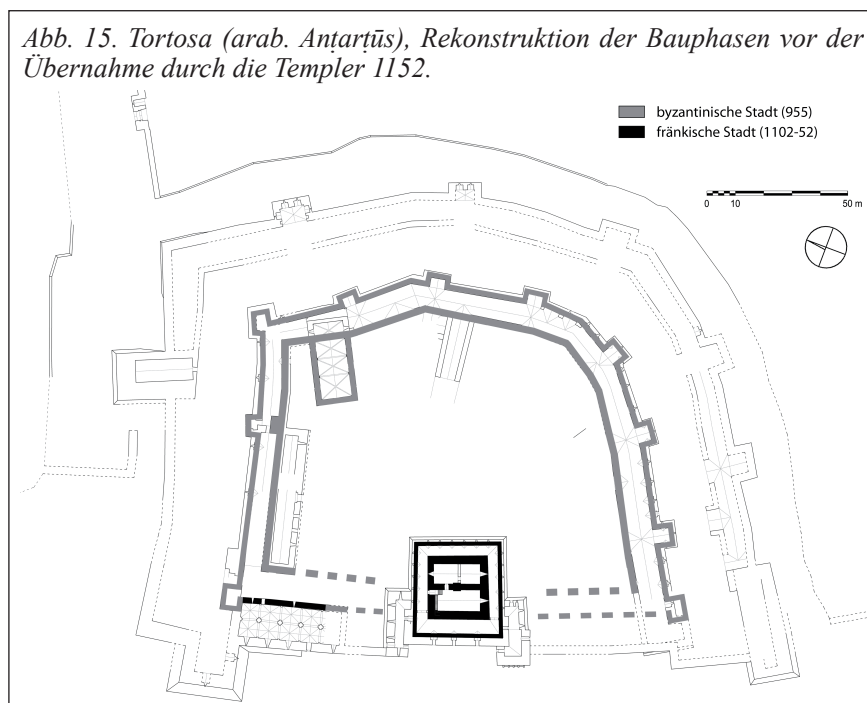 Abb. 15. Tortosa (arab. Anṭarṭūs), Rekonstruktion der Bauphasen vor der
Übernahme durch die Templer 1152.
byzantinische Stadt (955)
fränkische Stadt (1102-52)
0 10 50 m